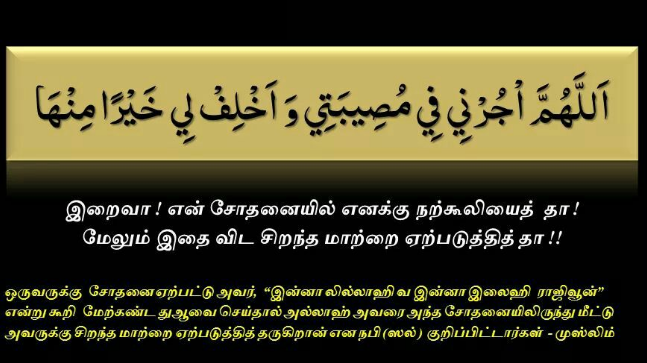 اَللَّهُمَّ اْجُرْنِي فِي مُصِيبَتِي وَ اَخْلِفْ لِي خَيْرًا مِنْهَا
இறைவா ! என் சோதனையில் எனக்கு நற்கூலியைத் தா !
மேலும் இதை விட சிறந்த மாற்றை ஏற்படுத்தித் தா !!
ஒருவருக்கு சோதனை ஏற்பட்டு அவர், “இன்னா லில்லாஹி வ இன்னா இலைஹி ராஜிவூன்”
என்று கூறி மேற்கண்ட துஆவை செய்தால் அல்லாஹ் அவரை அந்த சோதனையிலிருந்து மீட்டு
அவருக்கு சிறந்த மாற்றை ஏற்படுத்தித் தருகிறான் என நபி (ஸல்) குறிப்பிட்டார்கள் - முஸ்லிம்